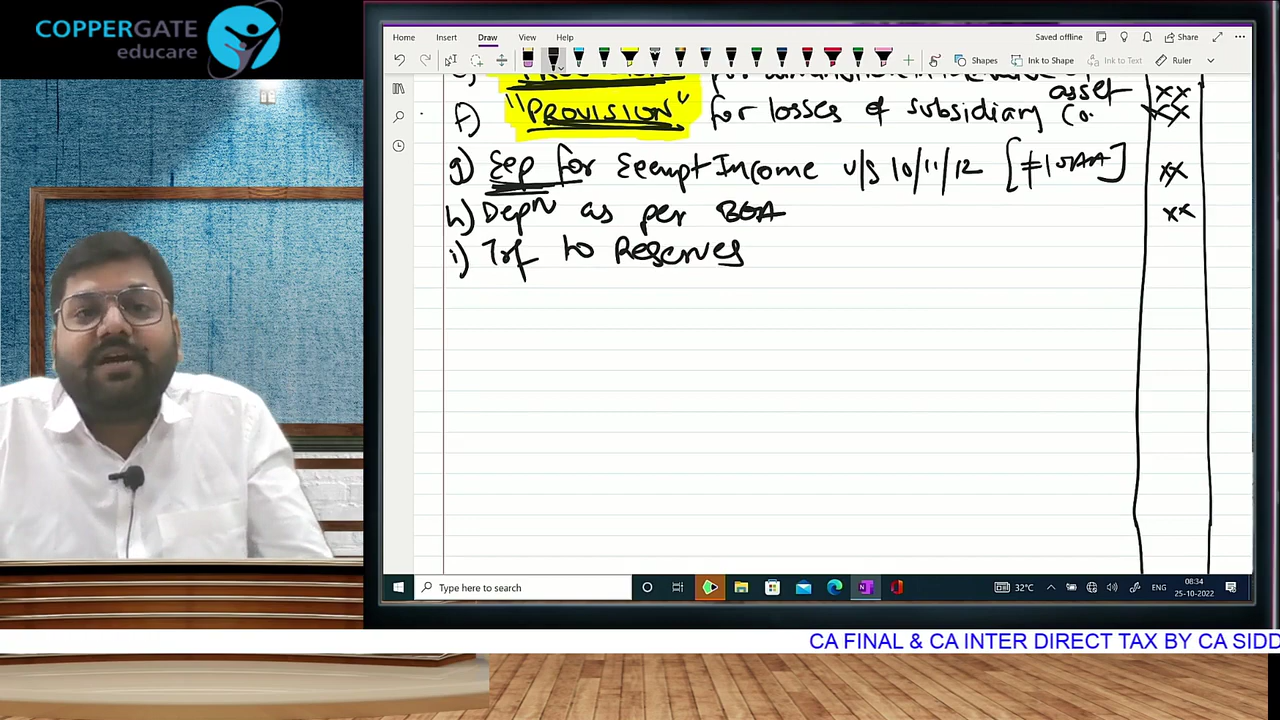 COPPERGATE
educare
Home Insert Draw View Help
Saved offline
Share
Shapes
Ink to Shape
Ink to Text
Ruler
asset xx
f) "PROVISION" for losses of subsidiary Co. xx
g) Exp for Exempt Income u/s 10/11/12 [≠10AA] xx
h) Depn as per BOA xx
i) Trf to Reserves
Type here to search
32°C
ENG
08:34
25-10-2022
CA FINAL & CA INTER DIRECT TAX BY CA SIDD